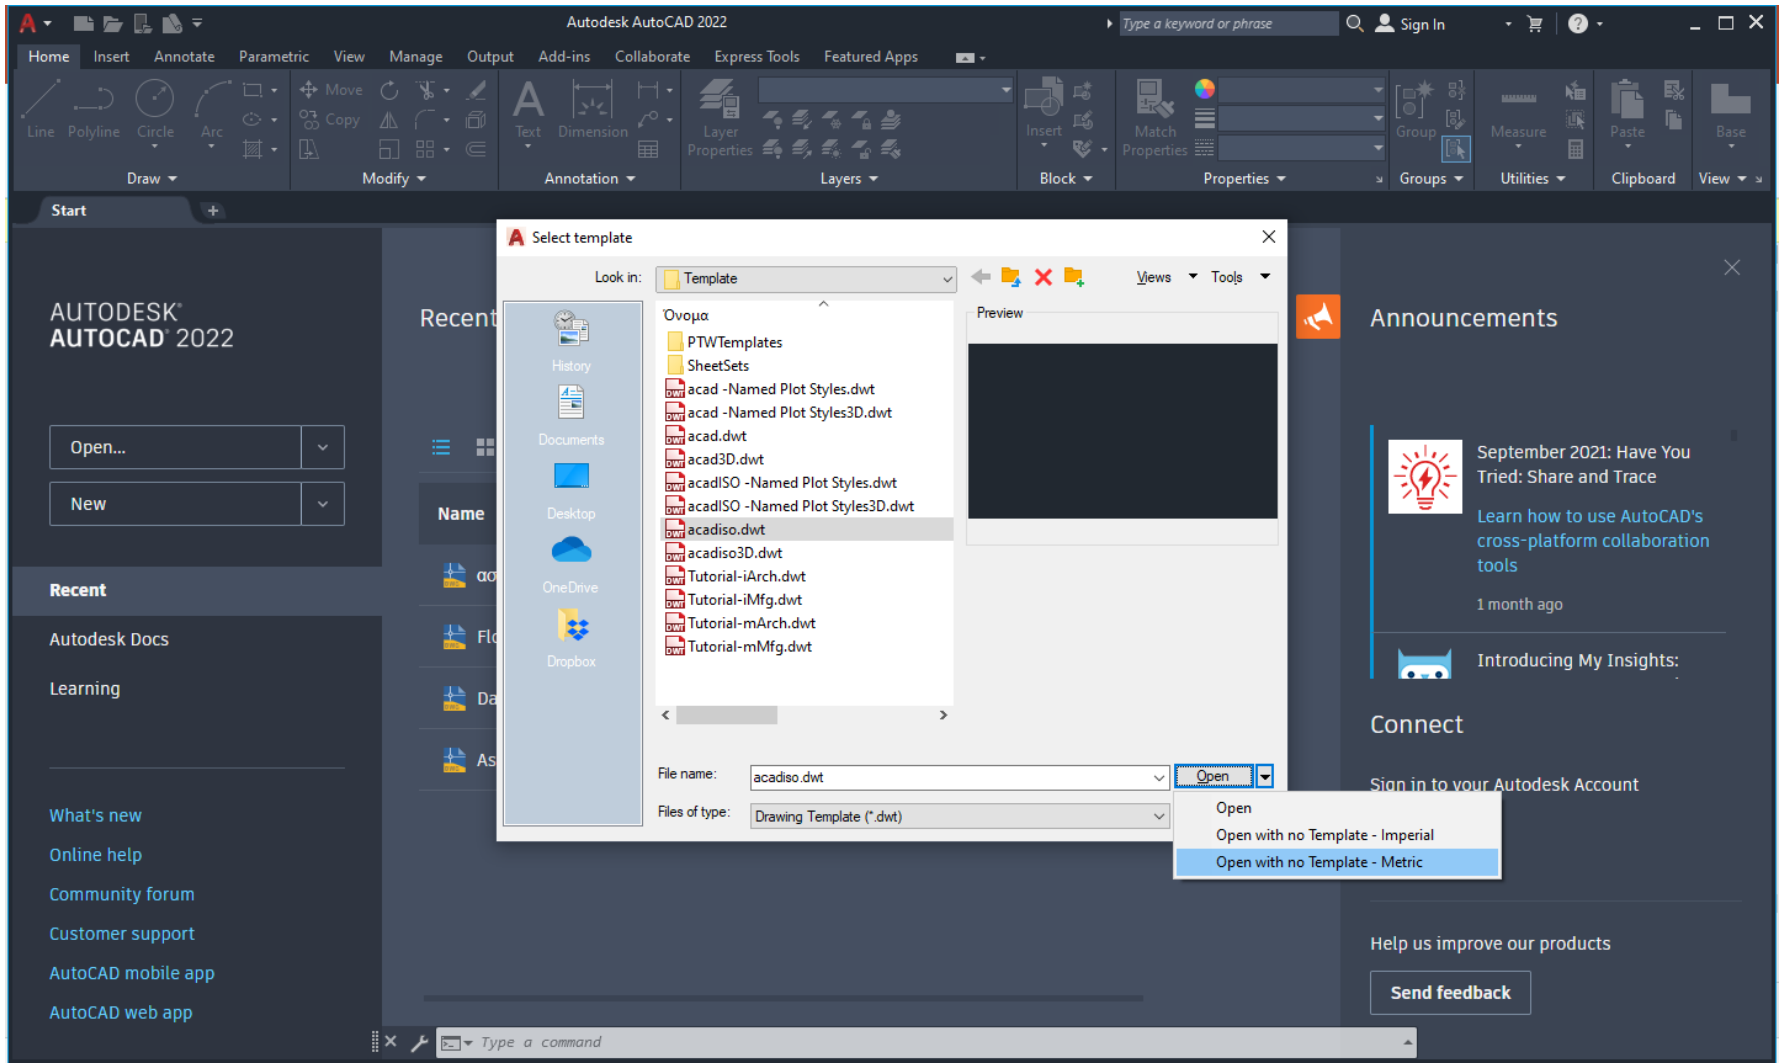 Autodesk AutoCAD 2022
Type a keyword or phrase
Sign In
Home Insert Annotate Parametric View Manage Output Add-ins Collaborate Express Tools Featured Apps
Line Polyline Circle Arc
Move
Copy
Text Dimension
Layer
Properties
Insert
Match
Properties
Group
Measure
Paste
Base
Draw Modify Annotation Layers Block Properties Groups Utilities Clipboard View
Start
AUTODESK®
AUTOCAD® 2022
Open...
New
Recent
Autodesk Docs
Learning
What's new
Online help
Community forum
Customer support
AutoCAD mobile app
AutoCAD web app
Recent
Name
ασ
Flo
Da
As
Select template
Look in: Template
Views Tools
History
Documents
Desktop
OneDrive
Dropbox
Όνομα
PTWTemplates
SheetSets
acad -Named Plot Styles.dwt
acad -Named Plot Styles3D.dwt
acad.dwt
acad3D.dwt
acadISO -Named Plot Styles.dwt
acadISO -Named Plot Styles3D.dwt
acadiso.dwt
acadiso3D.dwt
Tutorial-iArch.dwt
Tutorial-iMfg.dwt
Tutorial-mArch.dwt
Tutorial-mMfg.dwt
Preview
File name: acadiso.dwt
Open
Files of type: Drawing Template (*.dwt)
Open
Open with no Template - Imperial
Open with no Template - Metric
Announcements
September 2021: Have You
Tried: Share and Trace
Learn how to use AutoCAD's
cross-platform collaboration
tools
1 month ago
Introducing My Insights:
Connect
Sign in to your Autodesk Account
Help us improve our products
Send feedback
Type a command